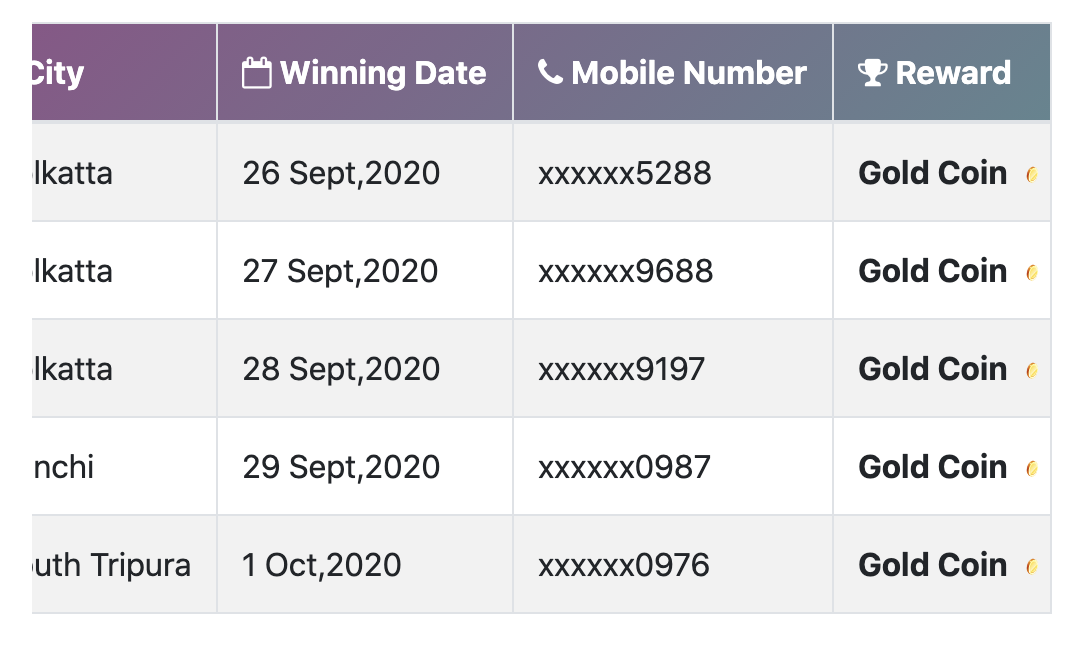 City Winning Date Mobile Number Reward
lkatta 26 Sept,2020 xxxxxx5288 Gold Coin
lkatta 27 Sept,2020 xxxxxx9688 Gold Coin
lkatta 28 Sept,2020 xxxxxx9197 Gold Coin
nchi 29 Sept,2020 xxxxxx0987 Gold Coin
outh Tripura 1 Oct,2020 xxxxxx0976 Gold Coin